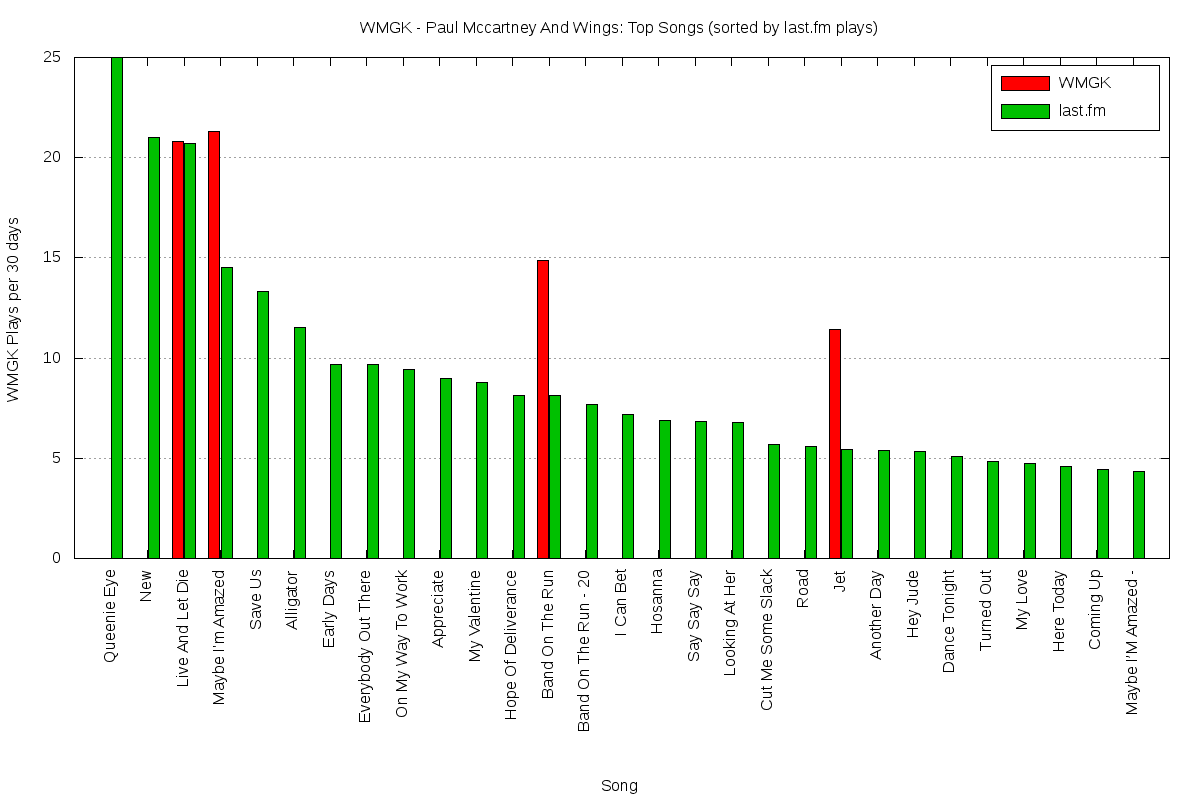 WMGK - Paul Mccartney And Wings: Top Songs (sorted by last.fm plays)
WMGK
last.fm
25
20
15
10
5
0
WMGK Plays per 30 days
Queenie Eye
New
Live And Let Die
Maybe I'm Amazed
Save Us
Alligator
Early Days
Everybody Out There
On My Way To Work
Appreciate
My Valentine
Hope Of Deliverance
Band On The Run
Band On The Run - 20
I Can Bet
Hosanna
Say Say Say
Looking At Her
Cut Me Some Slack
Road
Jet
Another Day
Hey Jude
Dance Tonight
Turned Out
My Love
Here Today
Coming Up
Maybe I'M Amazed -
Song